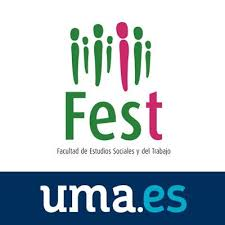 Fest
Facultad de Estudios Sociales y del Trabajo
uma.es